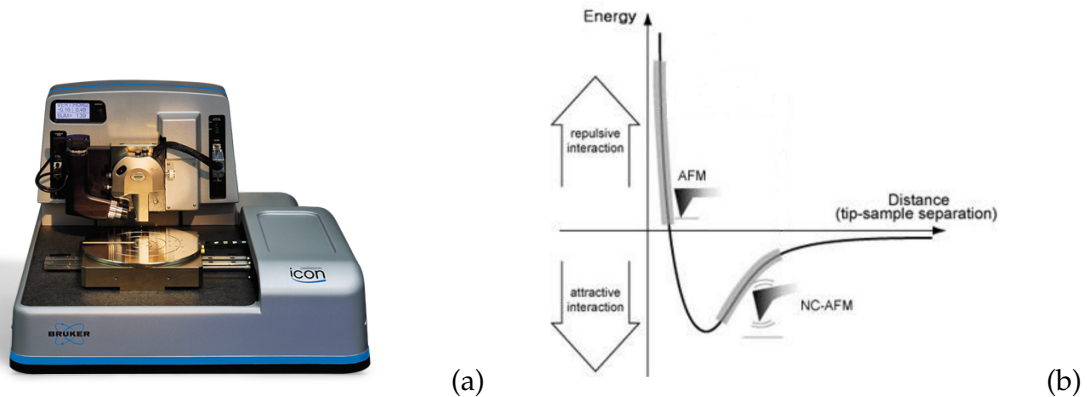 BRUKER
icon
(a)
Energy
repulsive
interaction
AFM
Distance
(tip-sample separation)
attractive
interaction
NC-AFM
(b)